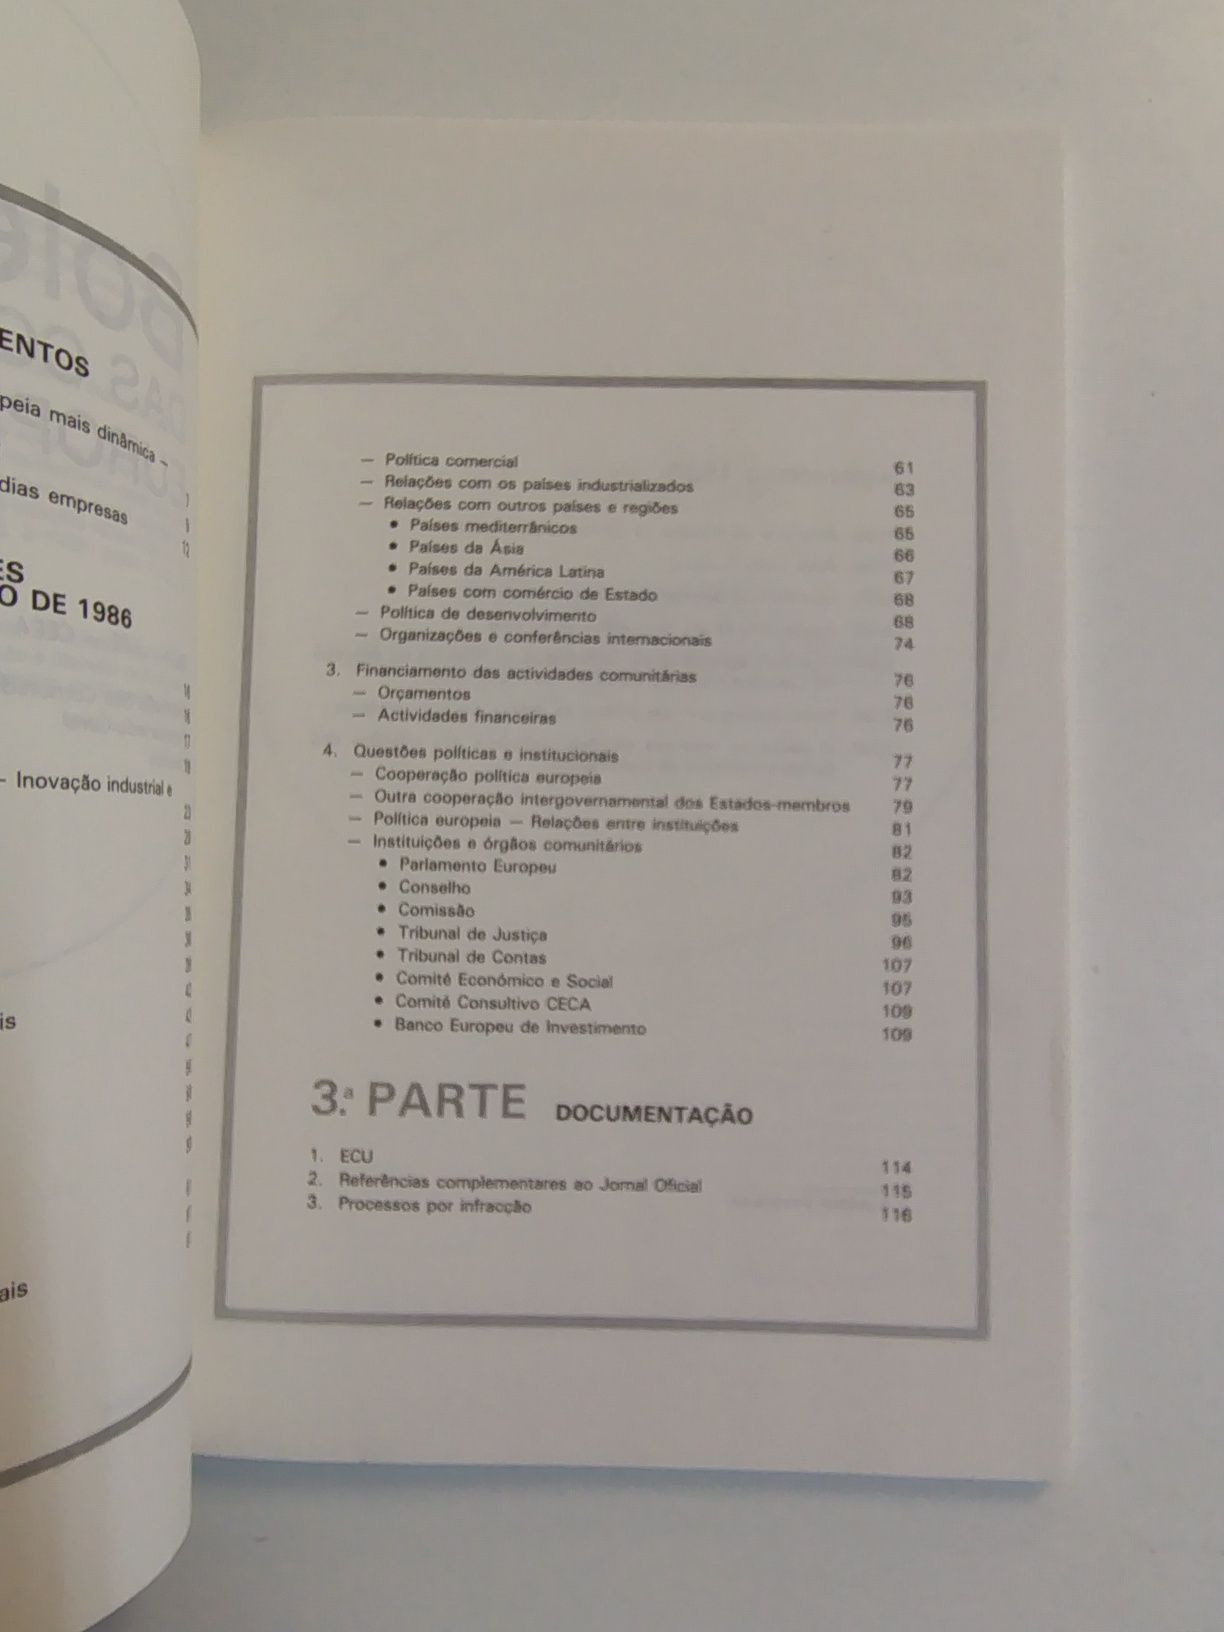 ENTOS
peia mais dinâmica –
dias empresas
7
9
12
ES
O DE 1986
– Inovação industrial e
is
ais
— Política comercial 61
— Relações com os países industrializados 63
— Relações com outros países e regiões 65
• Países mediterrânicos 65
• Países da Ásia 66
• Países da América Latina 67
• Países com comércio de Estado 68
— Política de desenvolvimento 68
— Organizações e conferências internacionais 74
3. Financiamento das actividades comunitárias 76
— Orçamentos 76
— Actividades financeiras 76
4. Questões políticas e institucionais 77
— Cooperação política europeia 77
— Outra cooperação intergovernamental dos Estados-membros 79
— Política europeia — Relações entre instituições 81
— Instituições e órgãos comunitários 82
• Parlamento Europeu 82
• Conselho 93
• Comissão 95
• Tribunal de Justiça 96
• Tribunal de Contas 107
• Comité Económico e Social 107
• Comité Consultivo CECA 109
• Banco Europeu de Investimento 109
3.ª PARTE DOCUMENTAÇÃO
1. ECU 114
2. Referências complementares ao Jornal Oficial 115
3. Processos por infracção 116